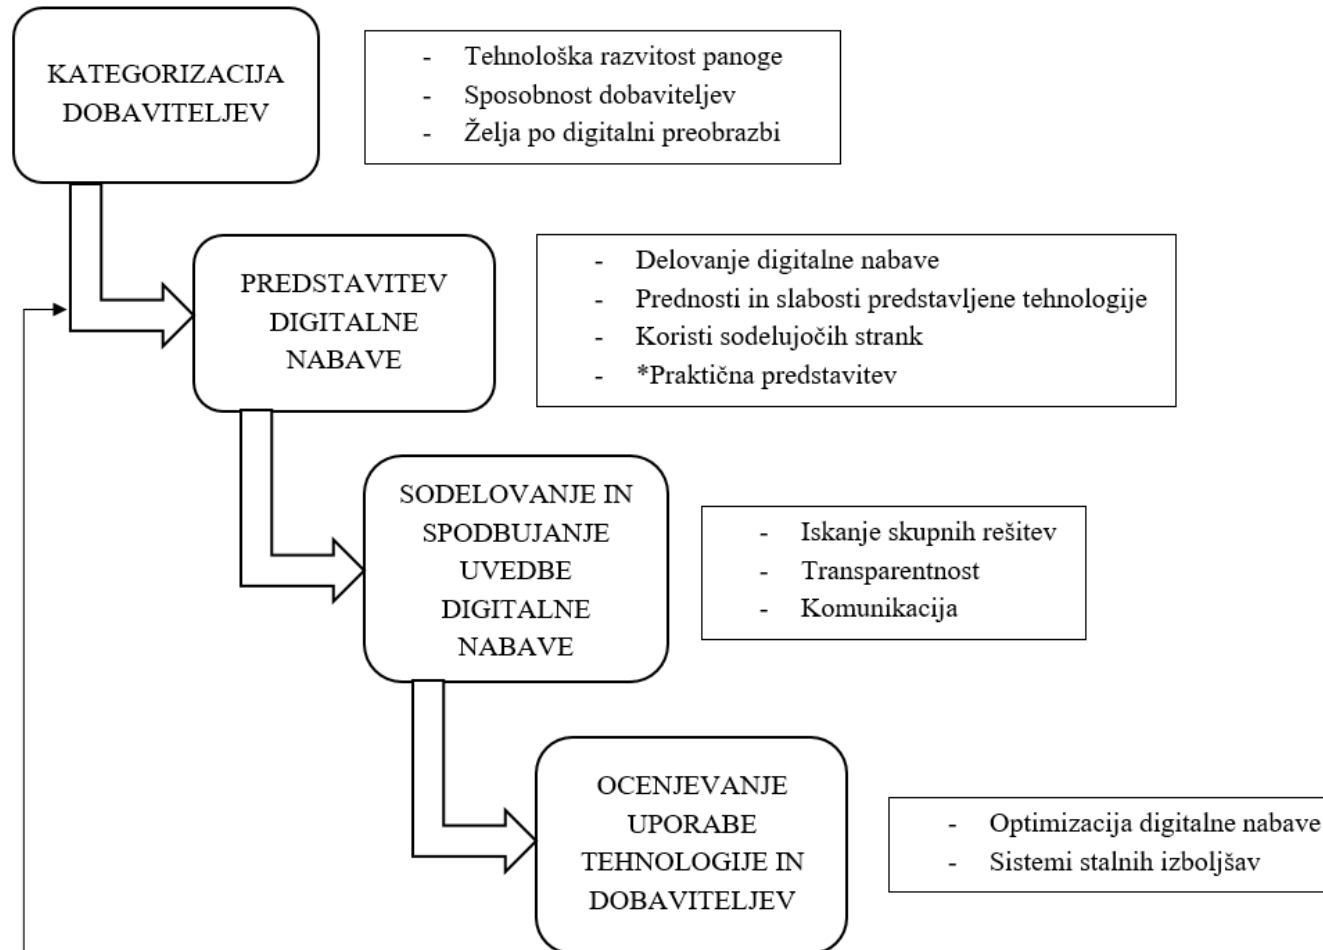 KATEGORIZACIJA
DOBAVITELJEV
- Tehnološka razvitost panoge
- Sposobnost dobaviteljev
- Želja po digitalni preobrazbi
PREDSTAVITEV
DIGITALNE
NABAVE
- Delovanje digitalne nabave
- Prednosti in slabosti predstavljene tehnologije
- Koristi sodelujočih strank
- *Praktična predstavitev
SODELOVANJE IN
SPODBUJANJE
UVEDBE
DIGITALNE
NABAVE
- Iskanje skupnih rešitev
- Transparentnost
- Komunikacija
OCENJEVANJE
UPORABE
TEHNOLOGIJE IN
DOBAVITELJEV
- Optimizacija digitalne nabave
- Sistemi stalnih izboljšav